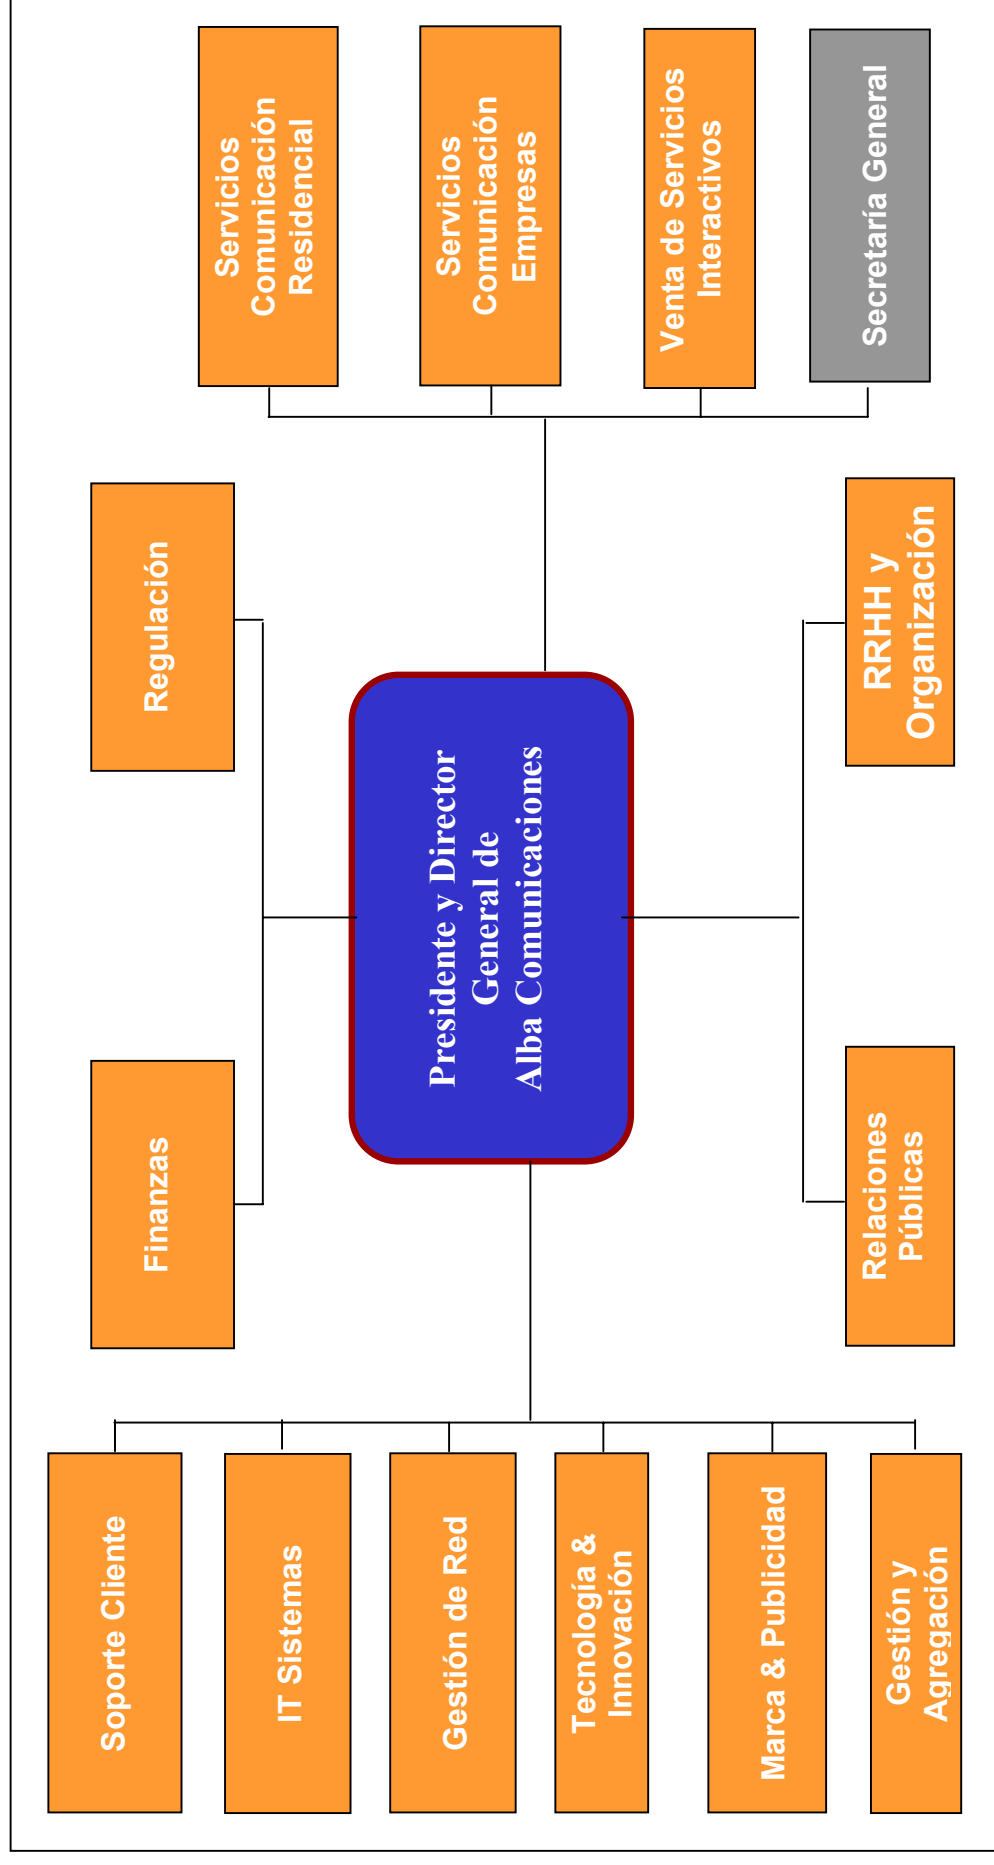 Soporte Cliente
IT Sistemas
Gestión de Red
Tecnología &
Innovación
Marca & Publicidad
Gestión y
Agregación
Finanzas
Regulación
Presidente y Director
General de
Alba Comunicaciones
Relaciones
Públicas
RRHH y
Organización
Servicios
Comunicación
Residencial
Servicios
Comunicación
Empresas
Venta de Servicios
Interactivos
Secretaría General